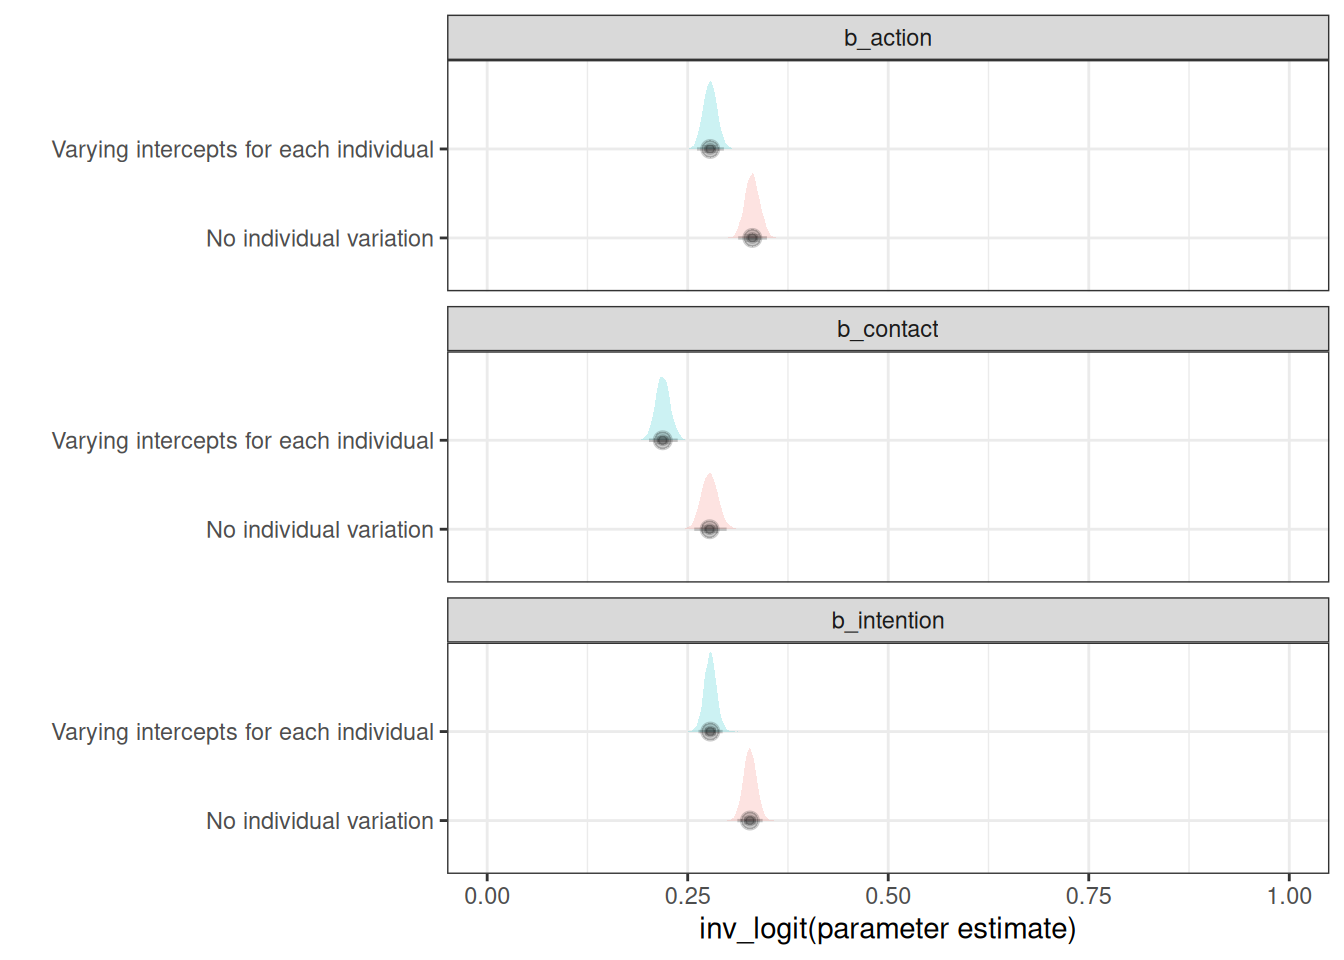 b_action
Varying intercepts for each individual
No individual variation
b_contact
Varying intercepts for each individual
No individual variation
b_intention
Varying intercepts for each individual
No individual variation
0.00 0.25 0.50 0.75 1.00
inv_logit(parameter estimate)